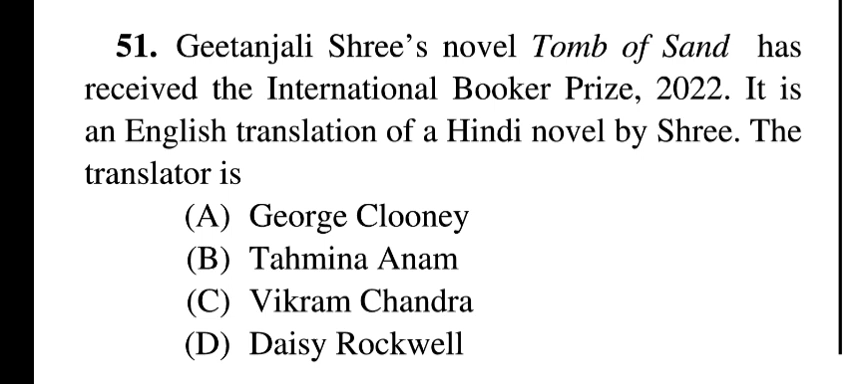 51. Geetanjali Shree’s novel Tomb of Sand has
received the International Booker Prize, 2022. It is
an English translation of a Hindi novel by Shree. The
translator is
(A) George Clooney
(B) Tahmina Anam
(C) Vikram Chandra
(D) Daisy Rockwell